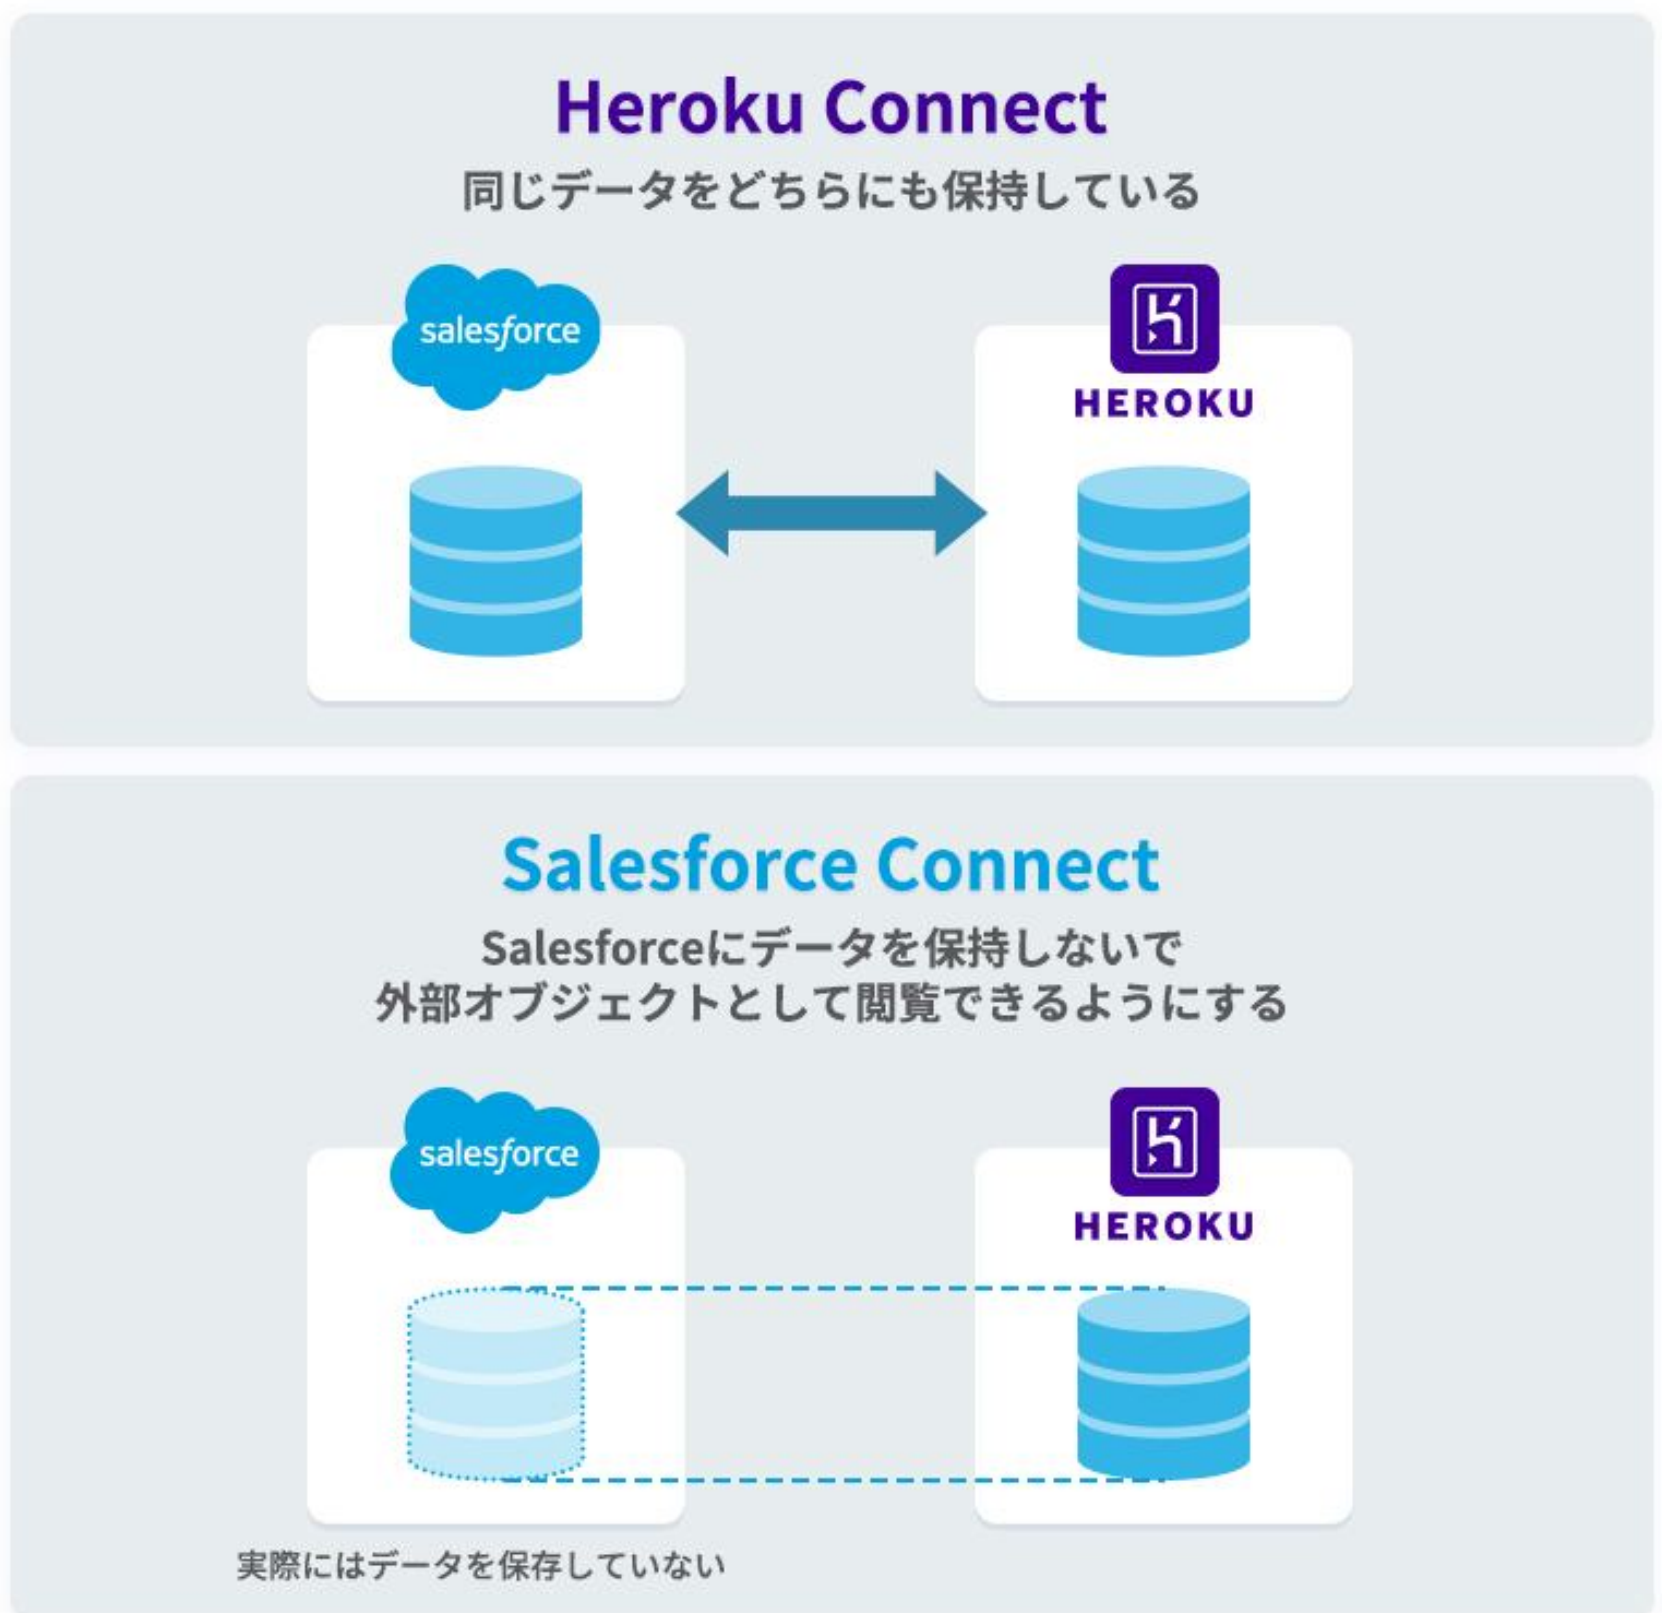 Heroku Connect
同じデータをどちらにも保持している
salesforce
HEROKU
Salesforce Connect
Salesforceにデータを保持しないで
外部オブジェクトとして閲覧できるようにする
salesforce
HEROKU
実際にはデータを保存していない